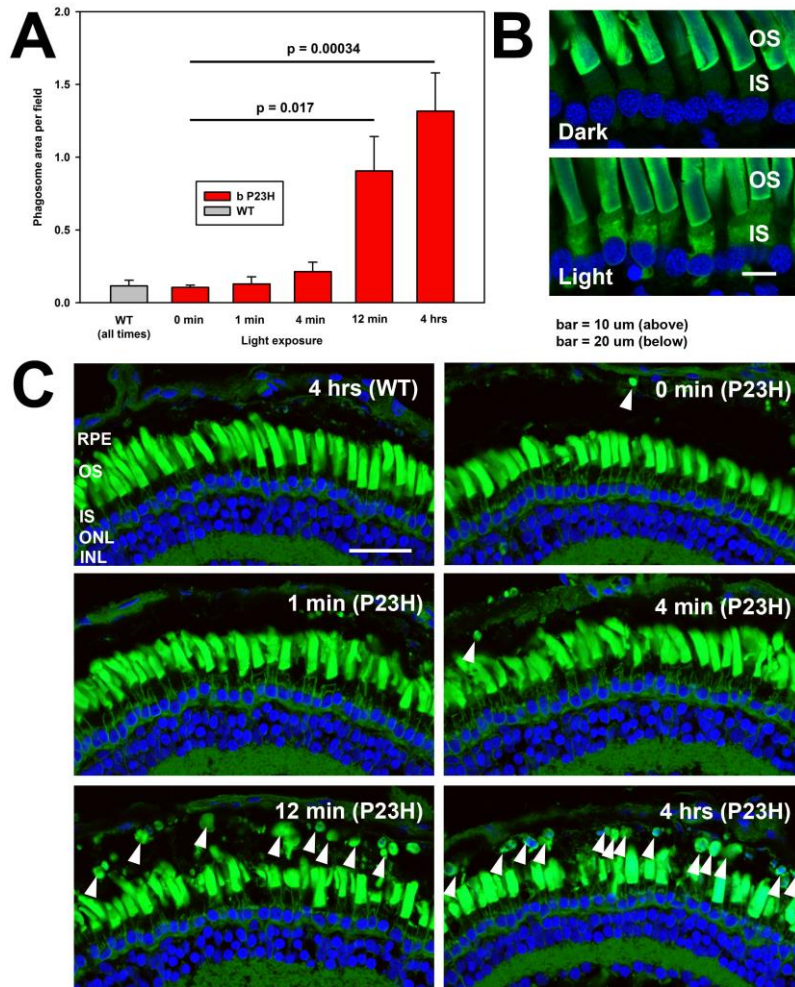 A
2.0
1.5
1.0
0.5
0.0
Phagosome area per field
p = 0.00034
p = 0.017
b P23H
WT
WT
(all times)
0 min
1 min
4 min
12 min
4 hrs
Light exposure
B
OS
IS
Dark
OS
IS
Light
bar = 10 um (above)
bar = 20 um (below)
C
4 hrs (WT)
RPE
OS
IS
ONL
INL
0 min (P23H)
1 min (P23H)
4 min (P23H)
12 min (P23H)
4 hrs (P23H)